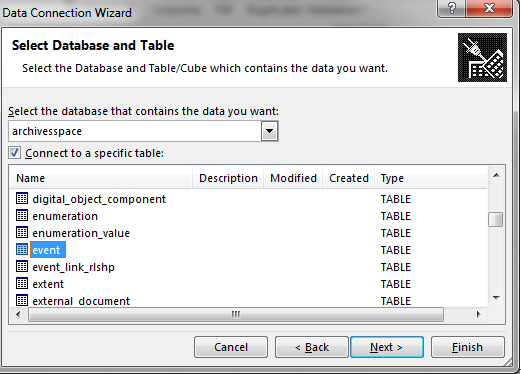 Data Connection Wizard
Select Database and Table
Select the Database and Table/Cube which contains the data you want.
Select the database that contains the data you want:
archivesspace
Connect to a specific table:
Name Description Modified Created Type
digital_object_component TABLE
enumeration TABLE
enumeration_value TABLE
event TABLE
event_link_rlshp TABLE
extent TABLE
external_document TABLE
Cancel < Back Next > Finish